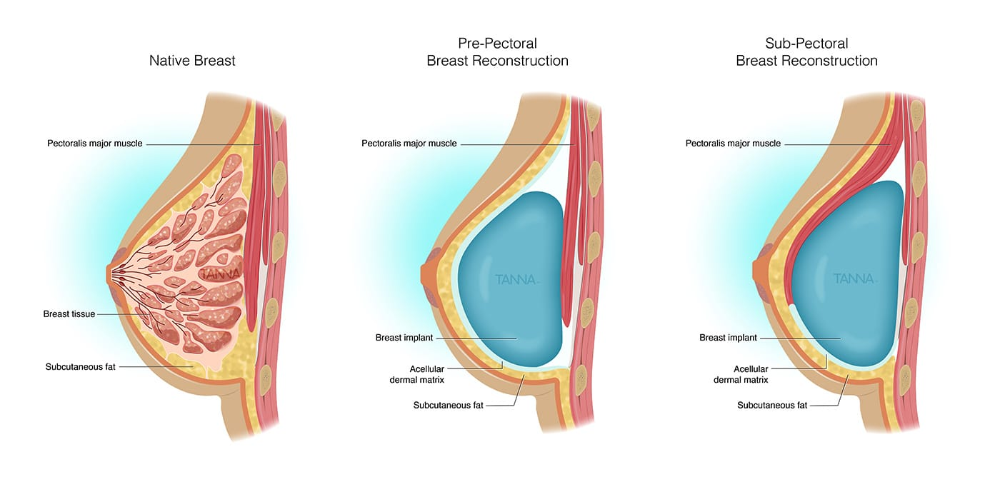 Native Breast
Pectoralis major muscle
TANNA
Breast tissue
Subcutaneous fat
Pre-Pectoral
Breast Reconstruction
Pectoralis major muscle
TANNA
Breast implant
Acellular
dermal matrix
Subcutaneous fat
Sub-Pectoral
Breast Reconstruction
Pectoralis major muscle
TANNA
Breast implant
Acellular
dermal matrix
Subcutaneous fat